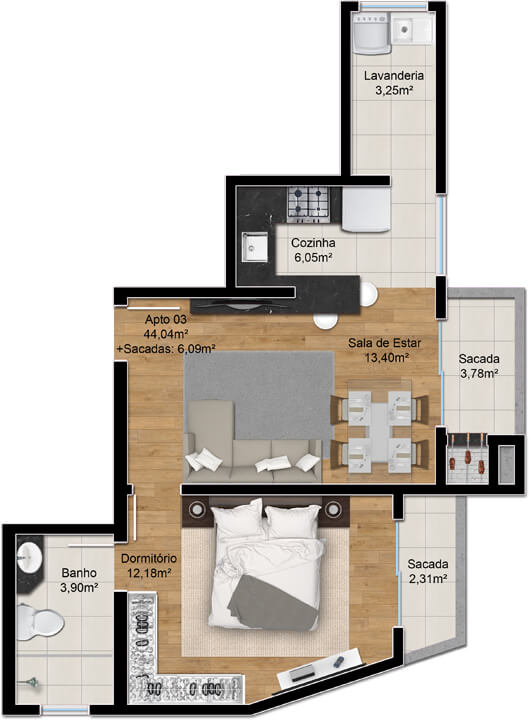 Lavanderia
3,25m²
Cozinha
6,05m²
Apto 03
44,04m²
+Sacadas: 6,09m²
Sala de Estar
13,40m²
Sacada
3,78m²
Dormitório
12,18m²
Sacada
2,31m²
Banho
3,90m²